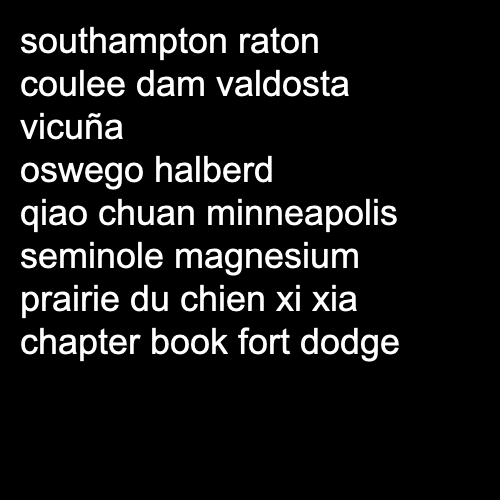 southampton raton
coulee dam valdosta
vicuña
oswego halberd
qiao chuan minneapolis
seminole magnesium
prairie du chien xi xia
chapter book fort dodge